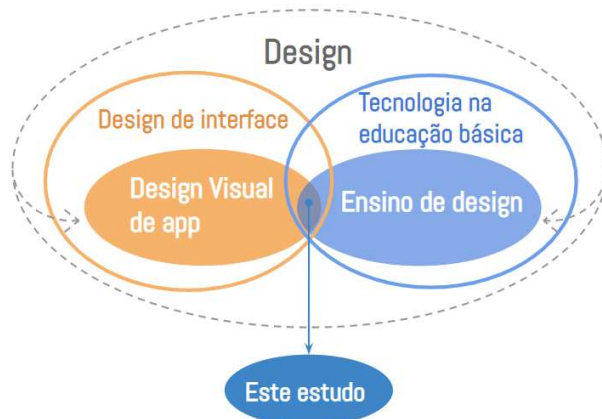 Design
Design de interface
Tecnologia na
educação básica
Design Visual
de app
Ensino de design
Este estudo